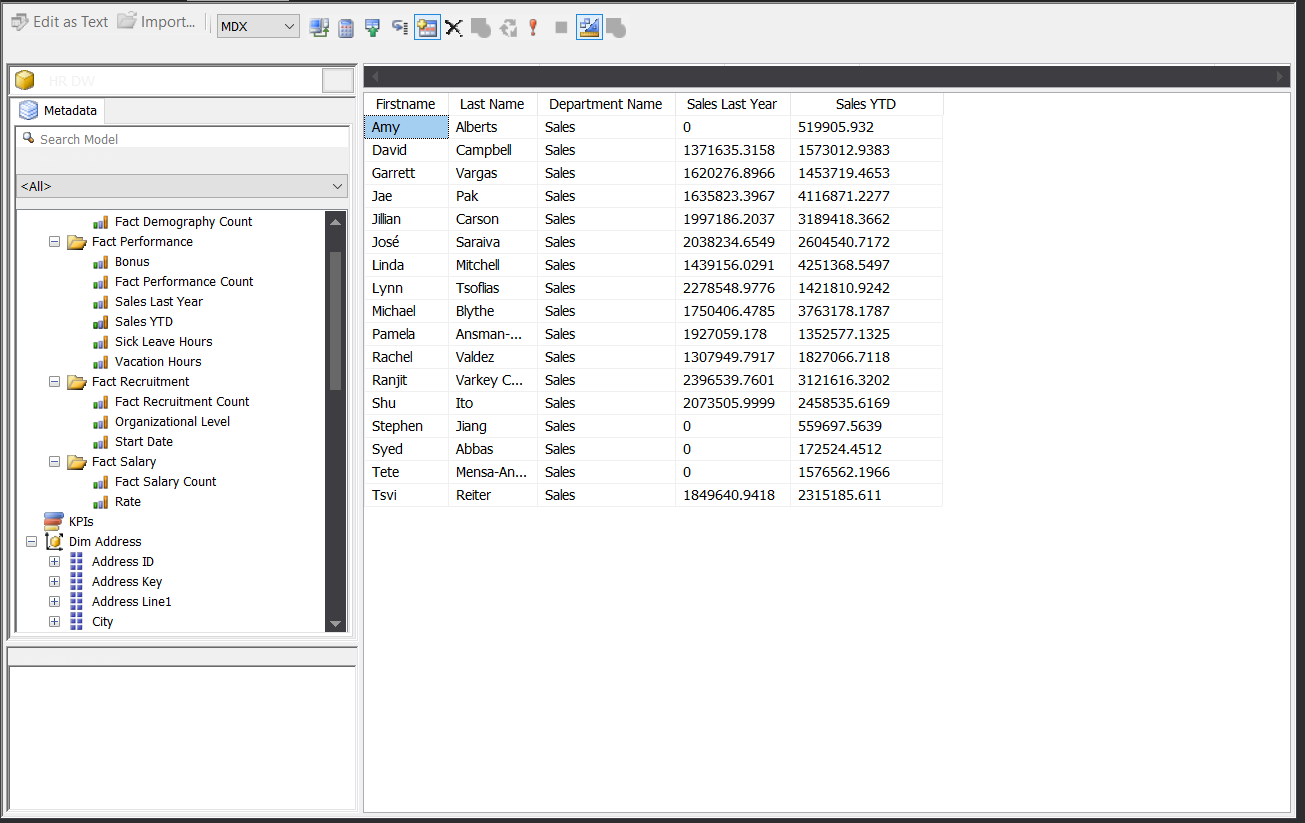 Edit as Text Import... MDX
HR DW
Metadata
Search Model
<All>
Fact Demography Count
Fact Performance
Bonus
Fact Performance Count
Sales Last Year
Sales YTD
Sick Leave Hours
Vacation Hours
Fact Recruitment
Fact Recruitment Count
Organizational Level
Start Date
Fact Salary
Fact Salary Count
Rate
KPIs
Dim Address
Address ID
Address Key
Address Line1
City
Firstname Last Name Department Name Sales Last Year Sales YTD
Amy Alberts Sales 0 519905.932
David Campbell Sales 1371635.3158 1573012.9383
Garrett Vargas Sales 1620276.8966 1453719.4653
Jae Pak Sales 1635823.3967 4116871.2277
Jillian Carson Sales 1997186.2037 3189418.3662
José Saraiva Sales 2038234.6549 2604540.7172
Linda Mitchell Sales 1439156.0291 4251368.5497
Lynn Tsoflias Sales 2278548.9776 1421810.9242
Michael Blythe Sales 1750406.4785 3763178.1787
Pamela Ansman-... Sales 1927059.178 1352577.1325
Rachel Valdez Sales 1307949.7917 1827066.7118
Ranjit Varkey C... Sales 2396539.7601 3121616.3202
Shu Ito Sales 2073505.9999 2458535.6169
Stephen Jiang Sales 0 559697.5639
Syed Abbas Sales 0 172524.4512
Tete Mensa-An... Sales 0 1576562.1966
Tsvi Reiter Sales 1849640.9418 2315185.611